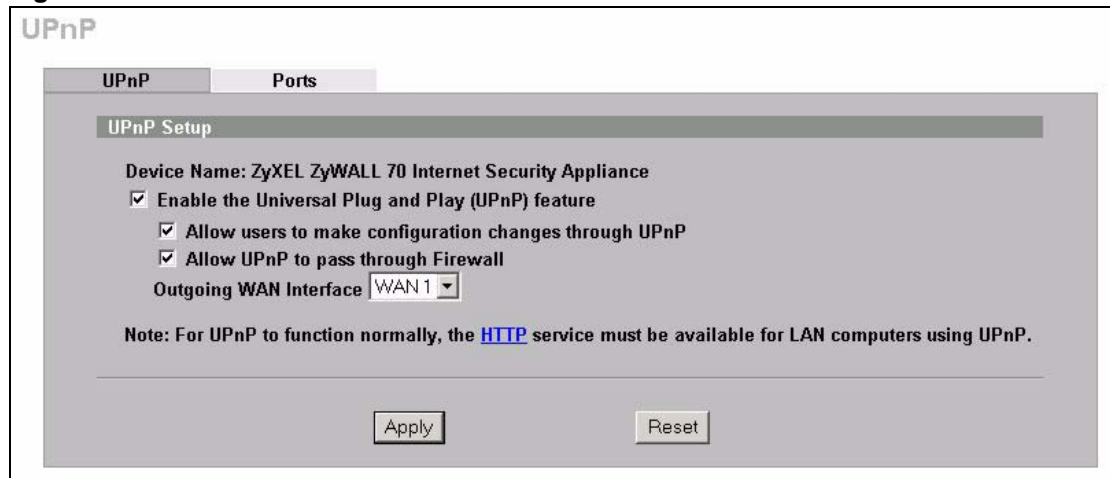 UPnP
UPnP Ports
UPnP Setup
Device Name: ZyXEL ZyWALL 70 Internet Security Appliance
Enable the Universal Plug and Play (UPnP) feature
Allow users to make configuration changes through UPnP
Allow UPnP to pass through Firewall
Outgoing WAN Interface WAN 1
Note: For UPnP to function normally, the HTTP service must be available for LAN computers using UPnP.
Apply Reset